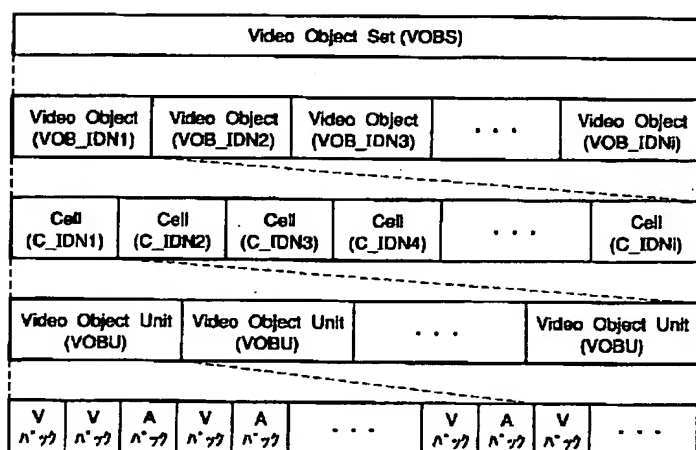 Video Object Set (VOBS)
Video Object Video Object Video Object ・・・ Video Object
(VOB_IDN1) (VOB_IDN2) (VOB_IDN3) (VOB_IDNi)
Cell Cell Cell Cell ・・・ Cell
(C_IDN1) (C_IDN2) (C_IDN3) (C_IDN4) (C_IDNi)
Video Object Unit Video Object Unit ・・・ Video Object Unit
(VOBU) (VOBU) (VOBU)
V V A V A ・・・ V A V ・・・
パック パック パック パック パック パック パック パック